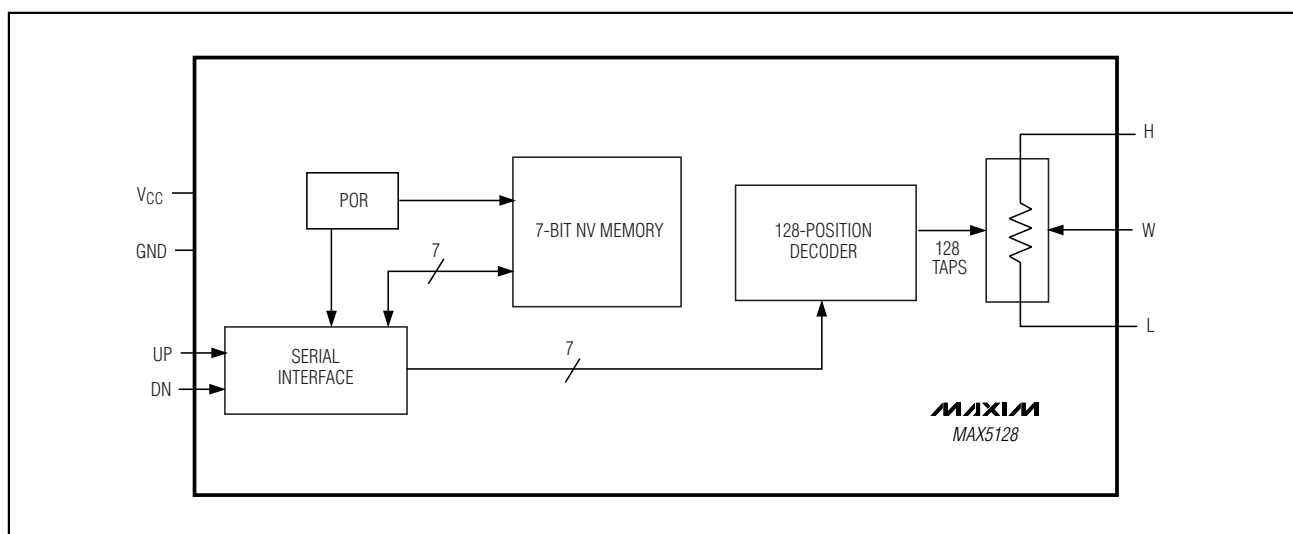 H
VCC
POR
7-BIT NV MEMORY
128-POSITION
DECODER
W
GND
7
128
TAPS
L
UP
DN
SERIAL
INTERFACE
7
MAXIM
MAX5128